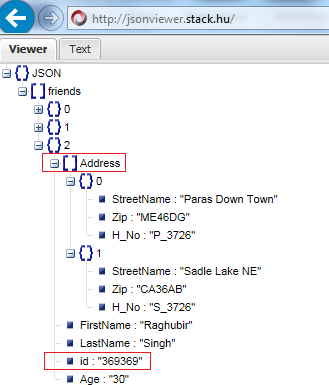 http://jsonviewer.stack.hu/
Viewer Text
JSON
friends
0
1
2
Address
0
StreetName : "Paras Down Town"
Zip : "ME46DG"
H_No : "P_3726"
1
StreetName : "Sadle Lake NE"
Zip : "CA36AB"
H_No : "S_3726"
FirstName : "Raghubir"
LastName : "Singh"
id : "369369"
Age : "30"